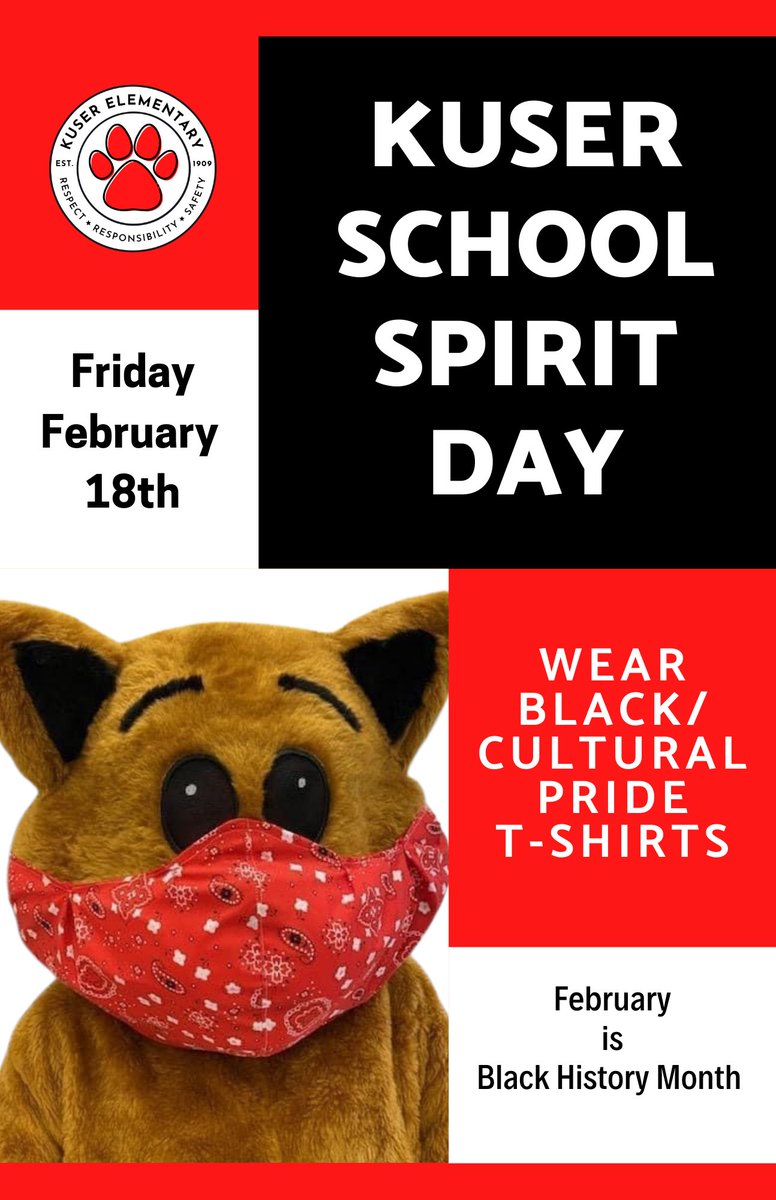 KUSER ELEMENTARY
EST. 1909
RESPECT ★ RESPONSIBILITY ★ SAFETY
KUSER
SCHOOL
SPIRIT
DAY
Friday
February
18th
WEAR
BLACK/
CULTURAL
PRIDE
T-SHIRTS
February
is
Black History Month